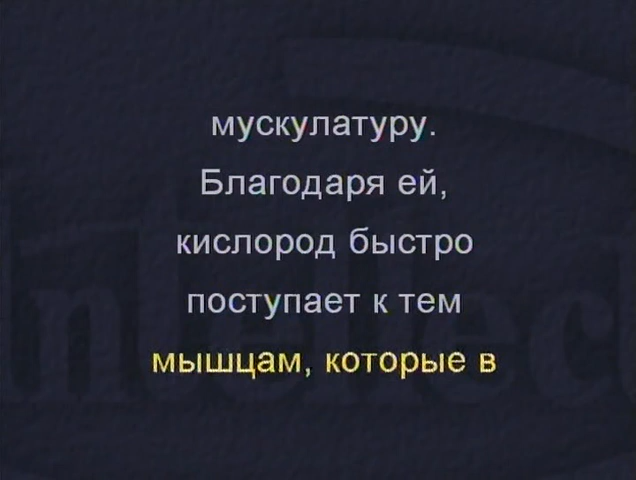 мускулатуру.
Благодаря ей,
кислород быстро
поступает к тем
мышцам, которые в